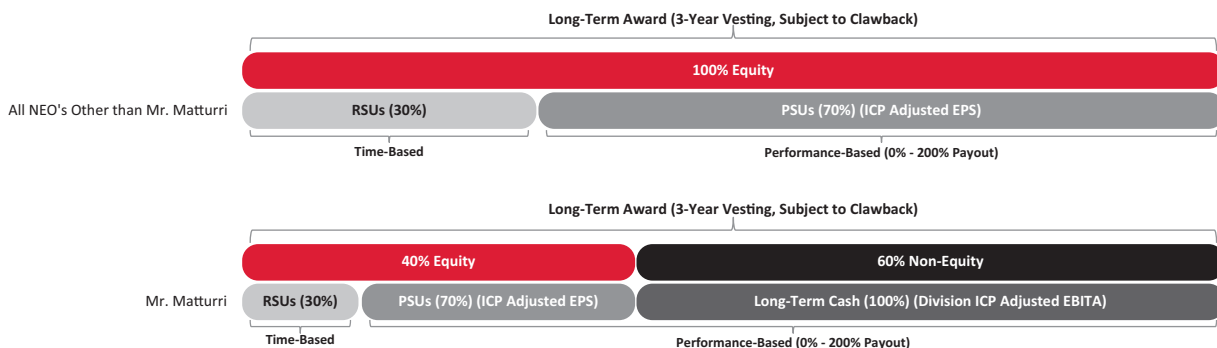 Long-Term Award (3-Year Vesting, Subject to Clawback)
100% Equity
All NEO's Other than Mr. Matturri
RSUs (30%)
PSUs (70%) (ICP Adjusted EPS)
Time-Based
Performance-Based (0% - 200% Payout)
Long-Term Award (3-Year Vesting, Subject to Clawback)
40% Equity
60% Non-Equity
Mr. Matturri
RSUs (30%)
PSUs (70%) (ICP Adjusted EPS)
Long-Term Cash (100%) (Division ICP Adjusted EBITA)
Time-Based
Performance-Based (0% - 200% Payout)